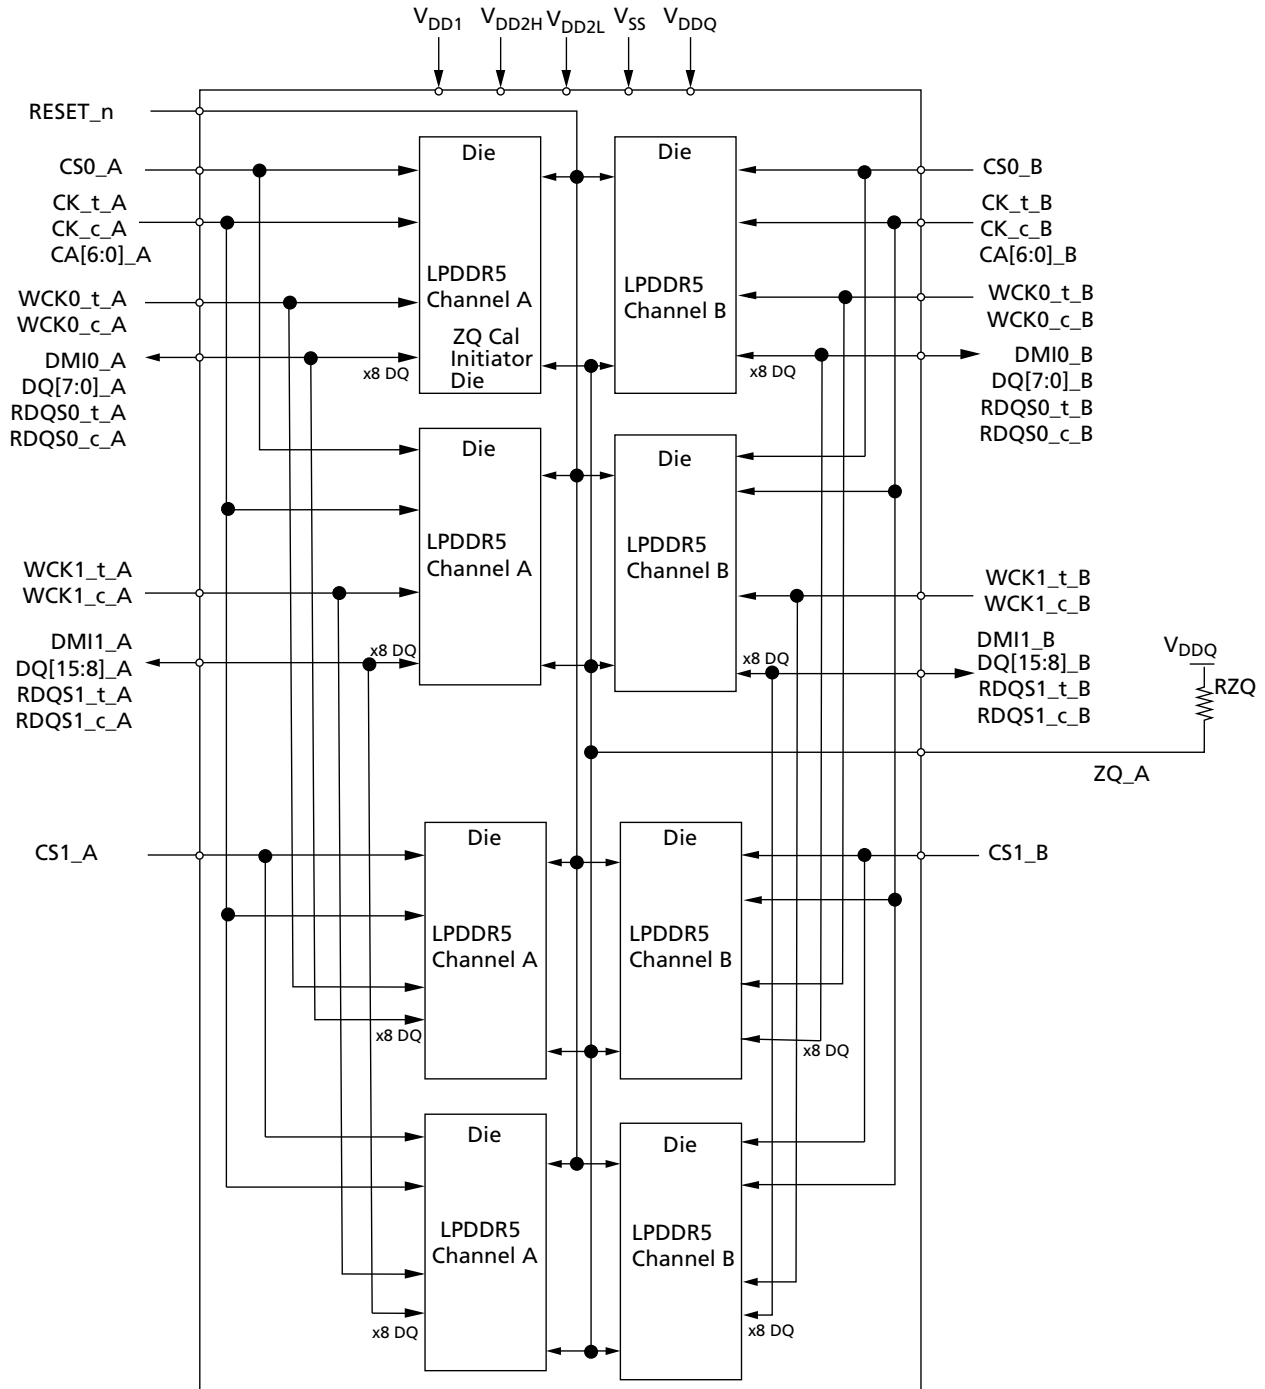 VDD1 VDD2H VDD2L VSS VDDQ
RESET_n
CS0_A
CK_t_A
CK_c_A
CA[6:0]_A
WCK0_t_A
WCK0_c_A
DMI0_A
DQ[7:0]_A
RDQS0_t_A
RDQS0_c_A
WCK1_t_A
WCK1_c_A
DMI1_A
DQ[15:8]_A
RDQS1_t_A
RDQS1_c_A
CS1_A
Die
LPDDR5
Channel A
ZQ Cal
Initiator
Die
x8 DQ
Die
LPDDR5
Channel B
x8 DQ
Die
LPDDR5
Channel A
x8 DQ
Die
LPDDR5
Channel B
x8 DQ
Die
LPDDR5
Channel A
x8 DQ
Die
LPDDR5
Channel B
x8 DQ
Die
LPDDR5
Channel A
x8 DQ
Die
LPDDR5
Channel B
x8 DQ
CS0_B
CK_t_B
CK_c_B
CA[6:0]_B
WCK0_t_B
WCK0_c_B
DMI0_B
DQ[7:0]_B
RDQS0_t_B
RDQS0_c_B
WCK1_t_B
WCK1_c_B
DMI1_B
DQ[15:8]_B
RDQS1_t_B
RDQS1_c_B
VDDQ
RZQ
ZQ_A
CS1_B